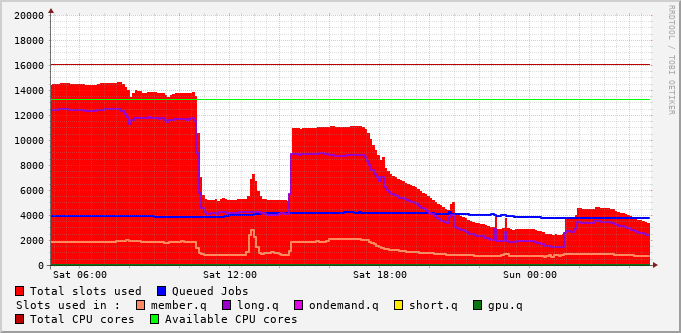 20000
18000
16000
14000
12000
10000
8000
6000
4000
2000
0
Sat 06:00 Sat 12:00 Sat 18:00 Sun 00:00
RRDTOOL / TOBI OETIKER
Total slots used Queued Jobs
Slots used in : member.q long.q ondemand.q short.q gpu.q
Total CPU cores Available CPU cores